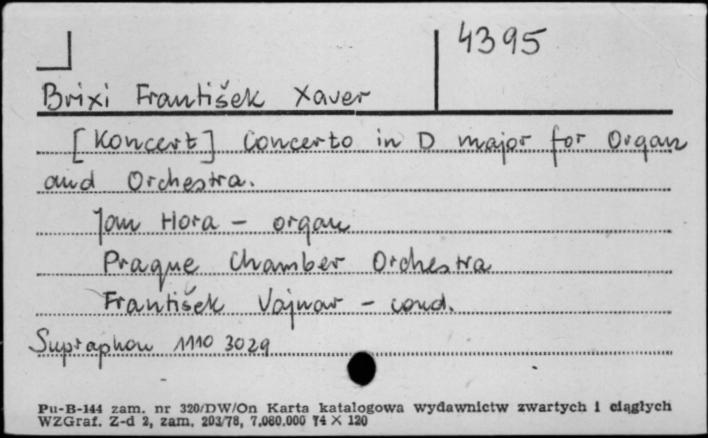 4395
Brixi František Xaver
[Koncert] Concerto in D major for Organ
and Orchestra.
Jan Hora - organ
Prague Chamber Orchestra
František Vajnar - cond.
Supraphon 1110 3029
Pu-B-144 zam. nr 320/DW/On Karta katalogowa wydawnictw zwartych i ciągłych
WZGraf. Z-d 2, zam. 203/78, 7.080.000 74 X 120